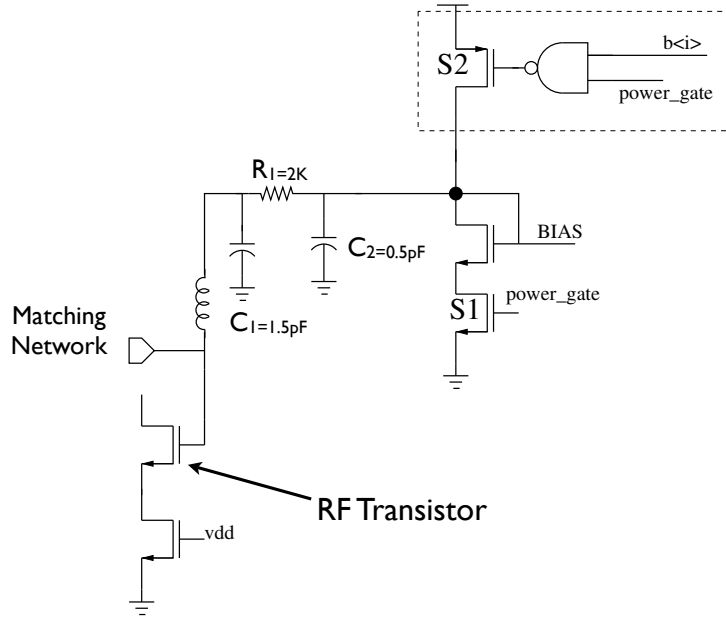 b<i>
S2
power_gate
R1=2K
BIAS
C2=0.5pF
power_gate
S1
C1=1.5pF
Matching
Network
RF Transistor
vdd